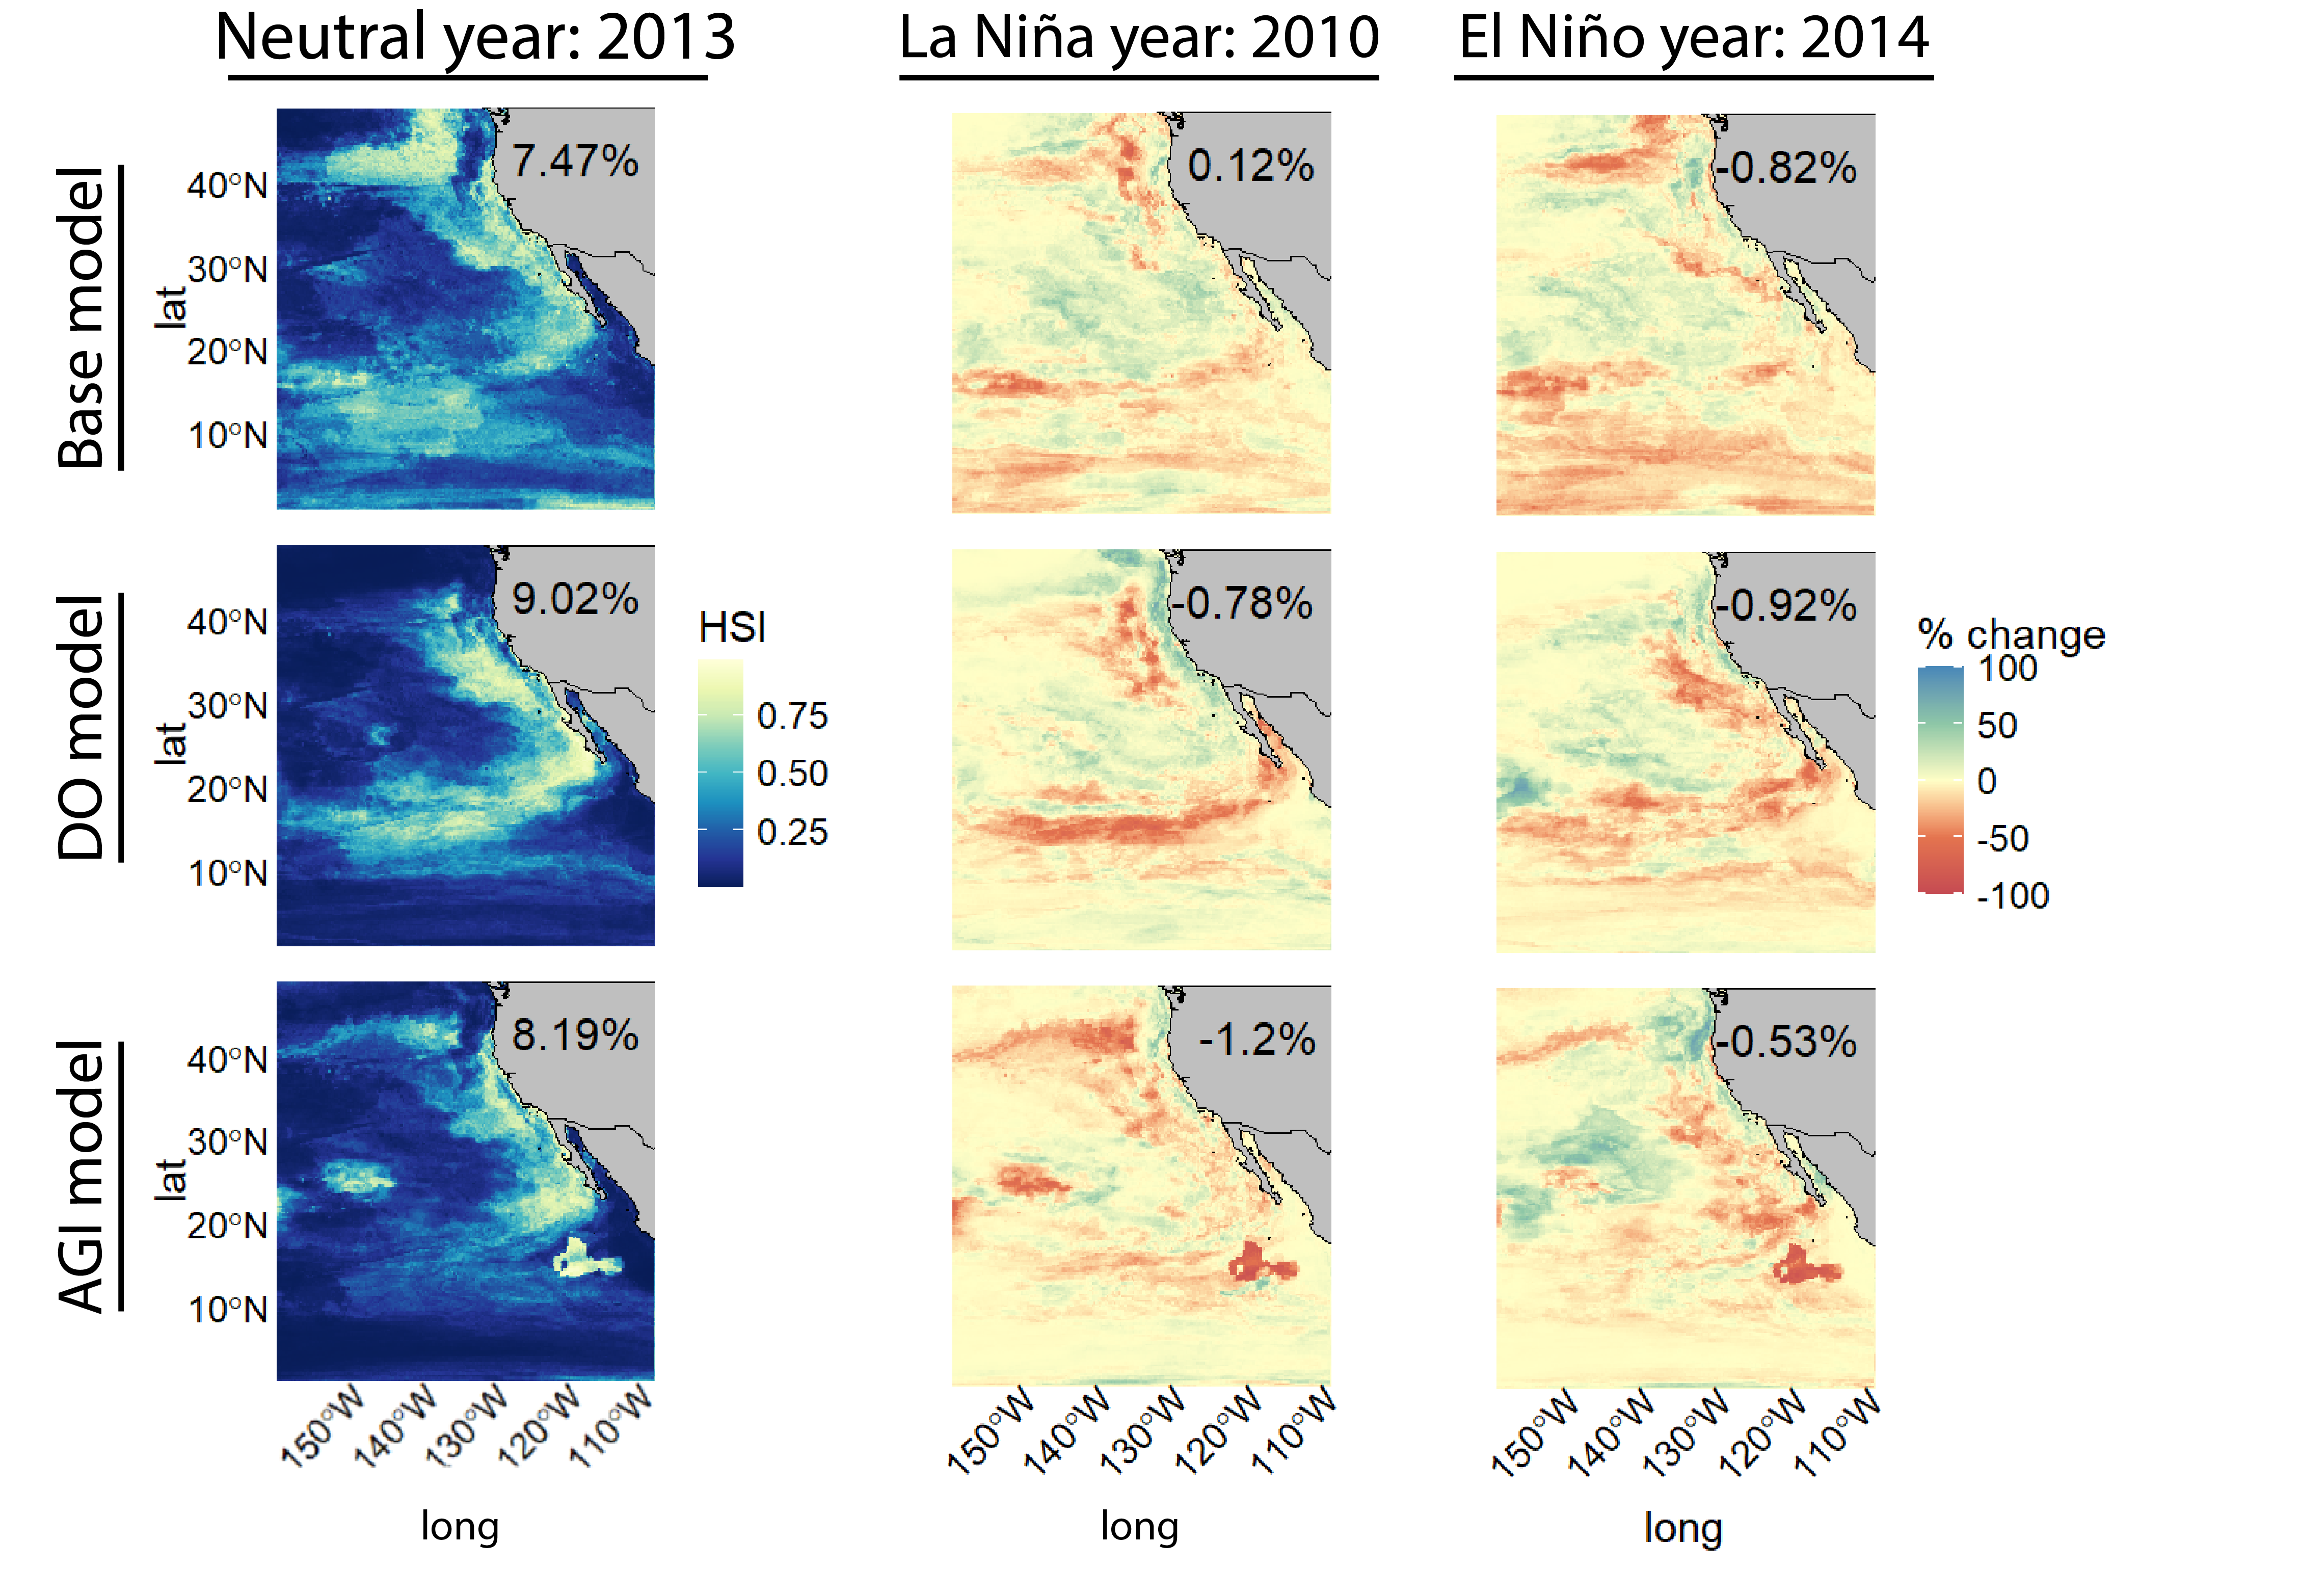 Neutral year: 2013
La Niña year: 2010
El Niño year: 2014
Base model
lat
40°N
30°N
20°N
10°N
7.47%
0.12%
-0.82%
DO model
lat
40°N
30°N
20°N
10°N
9.02%
HSI
0.75
0.50
0.25
-0.78%
-0.92%
% change
100
50
0
-50
-100
AGI model
lat
40°N
30°N
20°N
10°N
8.19%
-1.2%
-0.53%
150°W
140°W
130°W
120°W
110°W
150°W
140°W
130°W
120°W
110°W
150°W
140°W
130°W
120°W
110°W
long
long
long